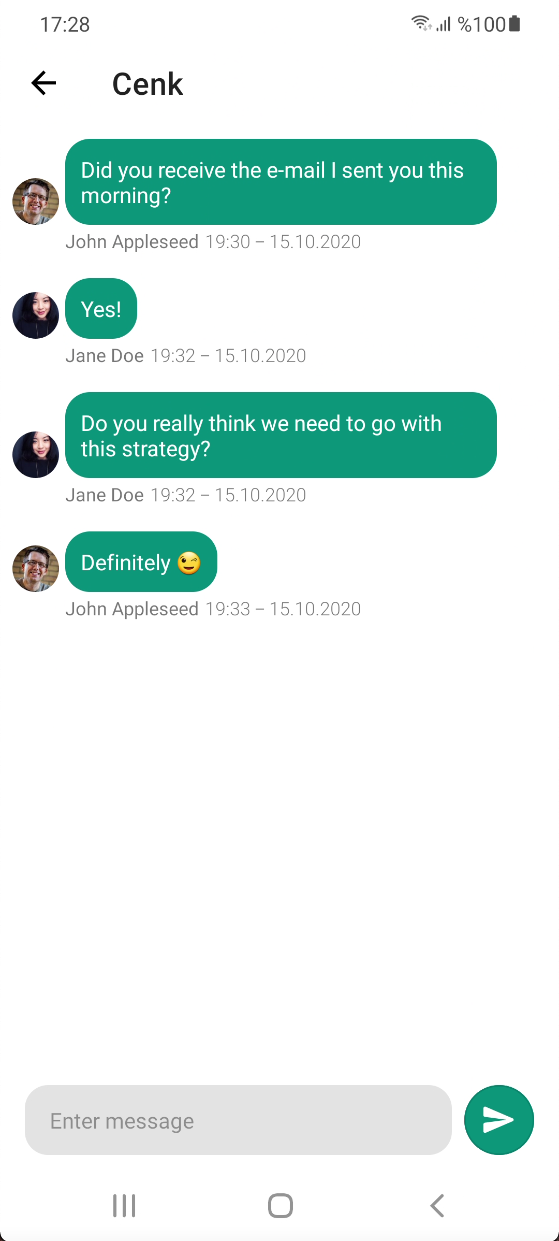 17:28 %100
Cenk
Did you receive the e-mail I sent you this
morning?
John Appleseed 19:30 – 15.10.2020
Yes!
Jane Doe 19:32 – 15.10.2020
Do you really think we need to go with
this strategy?
Jane Doe 19:32 – 15.10.2020
Definitely 😉
John Appleseed 19:33 – 15.10.2020
Enter message